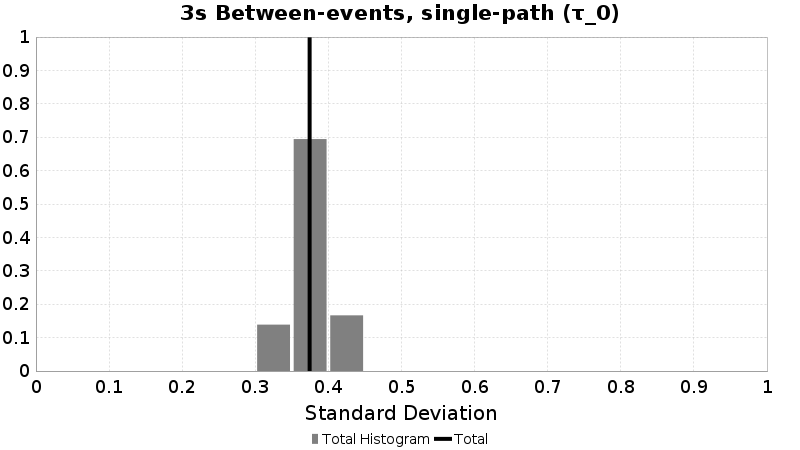 3s Between-events, single-path (τ_0)
1
0.9
0.8
0.7
0.6
0.5
0.4
0.3
0.2
0.1
0
0 0.1 0.2 0.3 0.4 0.5 0.6 0.7 0.8 0.9 1
Standard Deviation
Total Histogram Total